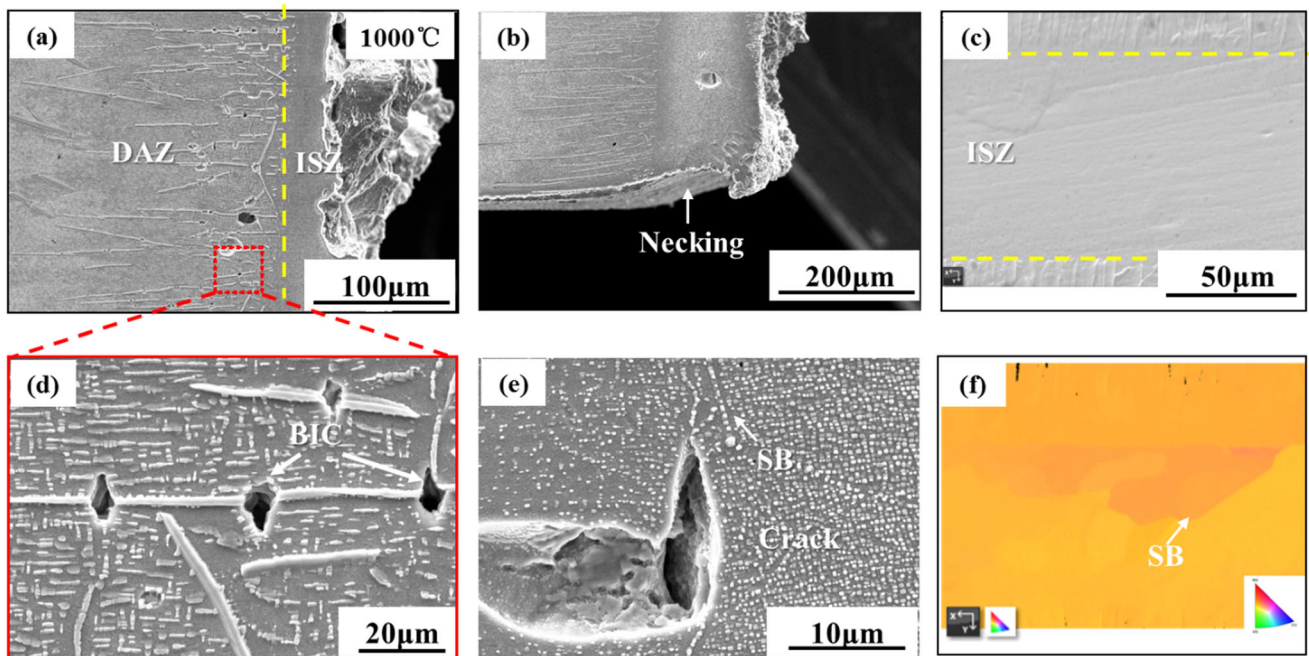 (a)
1000℃
DAZ
ISZ
100μm
(b)
Necking
200μm
(c)
ISZ
50μm
(d)
BIC
20μm
(e)
SB
Crack
10μm
(f)
SB